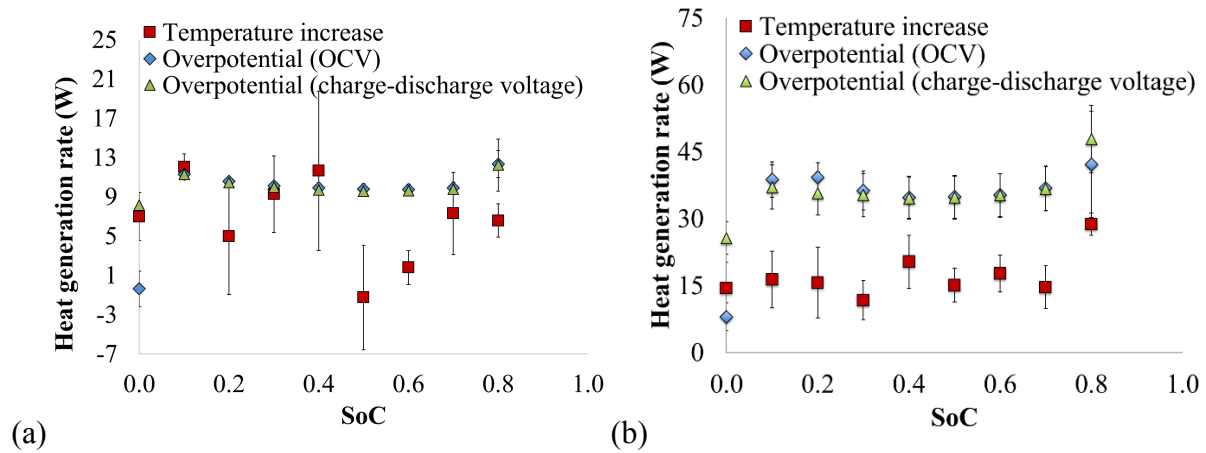 25
21
17
13
9
5
1
-3
-7
Heat generation rate (W)
Temperature increase
Overpotential (OCV)
Overpotential (charge-discharge voltage)
0.0 0.2 0.4 0.6 0.8 1.0
SoC
(a)
75
60
45
30
15
0
Heat generation rate (W)
Temperature increase
Overpotential (OCV)
Overpotential (charge-discharge voltage)
0.0 0.2 0.4 0.6 0.8 1.0
SoC
(b)